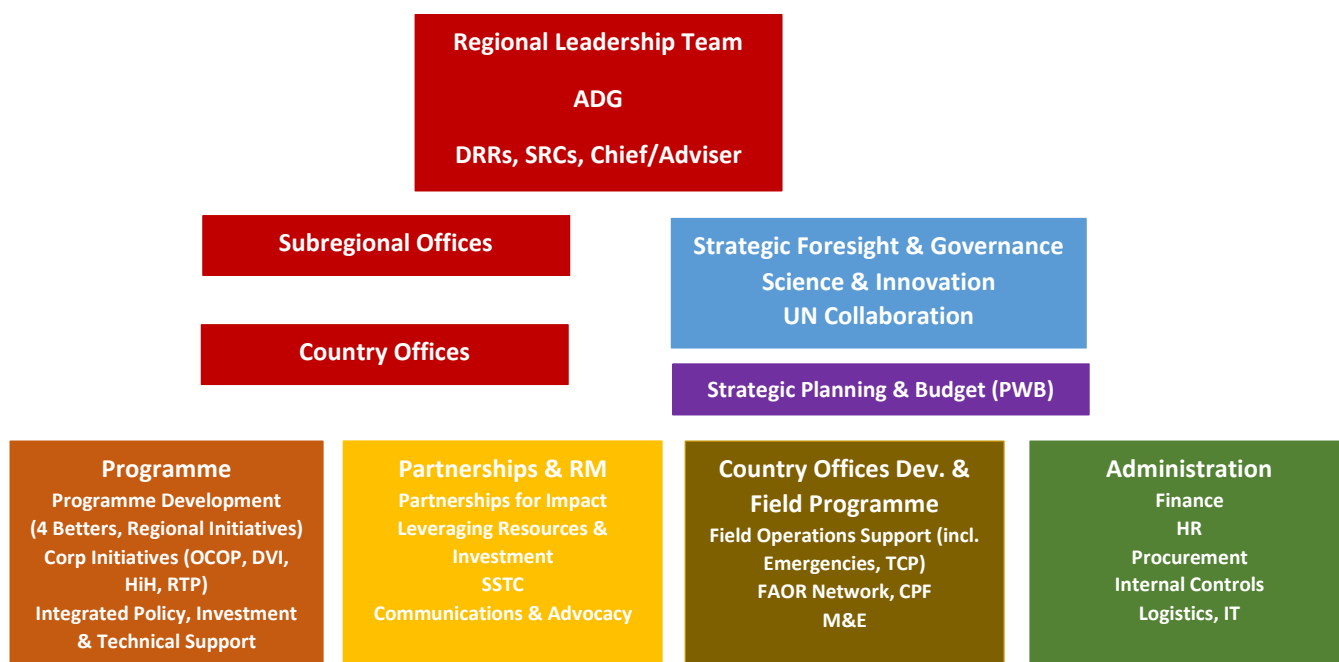 Regional Leadership Team
ADG
DRRs, SRCs, Chief/Adviser
Subregional Offices
Strategic Foresight & Governance
Science & Innovation
UN Collaboration
Country Offices
Strategic Planning & Budget (PWB)
Programme
Programme Development
(4 Betters, Regional Initiatives)
Corp Initiatives (OCOP, DVI,
HiH, RTP)
Integrated Policy, Investment
& Technical Support
Partnerships & RM
Partnerships for Impact
Leveraging Resources &
Investment
SSTC
Communications & Advocacy
Country Offices Dev. &
Field Programme
Field Operations Support (incl.
Emergencies, TCP)
FAOR Network, CPF
M&E
Administration
Finance
HR
Procurement
Internal Controls
Logistics, IT